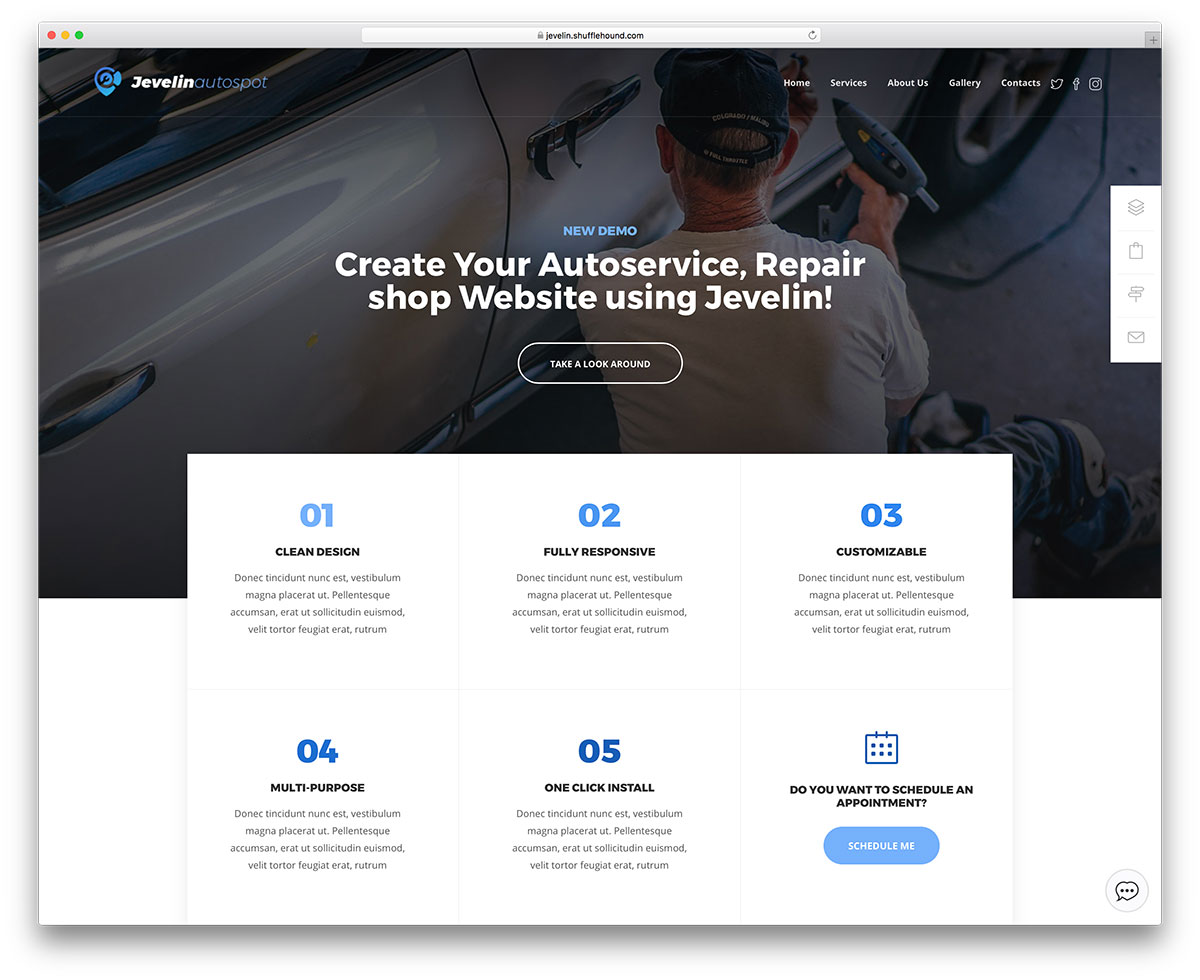 jevelin.shufflehound.com
Jevelinautospot
Home Services About Us Gallery Contacts
COLORADO / MALIBU
FULL THROTTLE
NEW DEMO
Create Your Autoservice, Repair
shop Website using Jevelin!
TAKE A LOOK AROUND
01
CLEAN DESIGN
Donec tincidunt nunc est, vestibulum
magna placerat ut. Pellentesque
accumsan, erat ut sollicitudin euismod,
velit tortor feugiat erat, rutrum
02
FULLY RESPONSIVE
Donec tincidunt nunc est, vestibulum
magna placerat ut. Pellentesque
accumsan, erat ut sollicitudin euismod,
velit tortor feugiat erat, rutrum
03
CUSTOMIZABLE
Donec tincidunt nunc est, vestibulum
magna placerat ut. Pellentesque
accumsan, erat ut sollicitudin euismod,
velit tortor feugiat erat, rutrum
04
MULTI-PURPOSE
Donec tincidunt nunc est, vestibulum
magna placerat ut. Pellentesque
accumsan, erat ut sollicitudin euismod,
velit tortor feugiat erat, rutrum
05
ONE CLICK INSTALL
Donec tincidunt nunc est, vestibulum
magna placerat ut. Pellentesque
accumsan, erat ut sollicitudin euismod,
velit tortor feugiat erat, rutrum
DO YOU WANT TO SCHEDULE AN
APPOINTMENT?
SCHEDULE ME